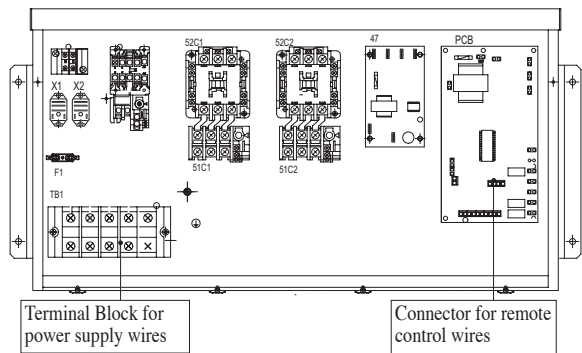 52C1
52C2
47
PCB
X1
X2
51C1
51C2
F1
TB1
Terminal Block for
power supply wires
Connector for remote
control wires